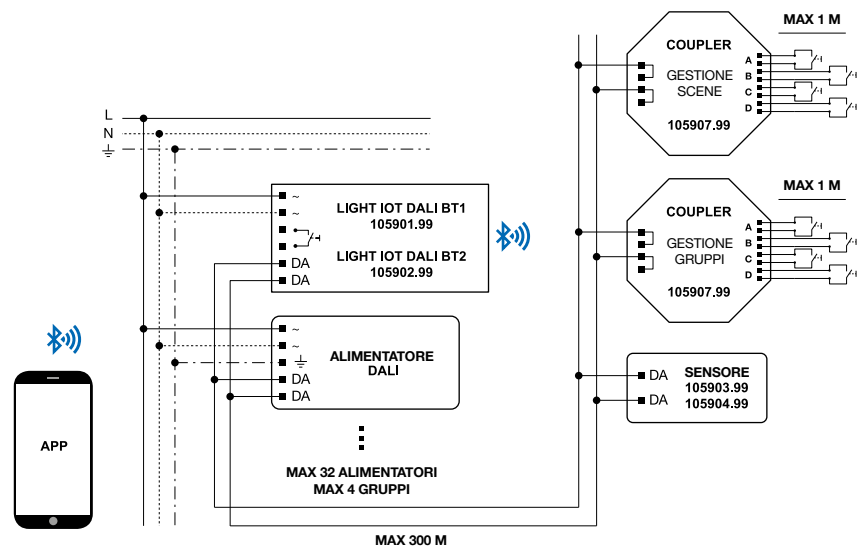 MAX 1 M
COUPLER
GESTIONE
SCENE
105907.99
A
B
C
D
L
N
~
~
DA
DA
LIGHT IOT DALI BT1
105901.99
LIGHT IOT DALI BT2
105902.99
MAX 1 M
COUPLER
GESTIONE
GRUPPI
105907.99
A
B
C
D
~
~
DA
DA
ALIMENTATORE
DALI
SENSORE
DA 105903.99
DA 105904.99
APP
MAX 32 ALIMENTATORI
MAX 4 GRUPPI
MAX 300 M